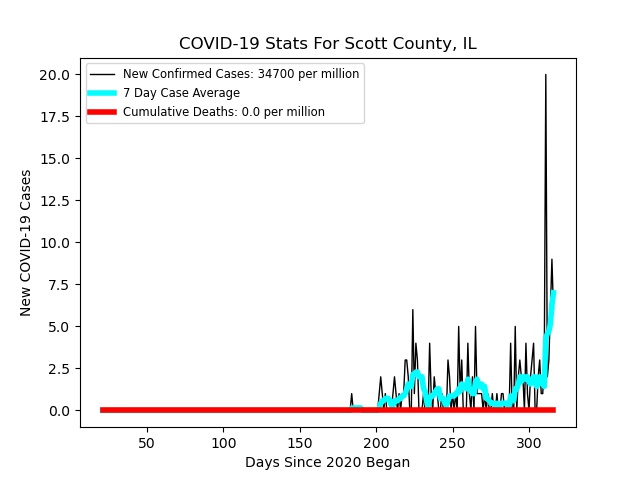 COVID-19 Stats For Scott County, IL
New Confirmed Cases: 34700 per million
7 Day Case Average
Cumulative Deaths: 0.0 per million
New COVID-19 Cases
20.0
17.5
15.0
12.5
10.0
7.5
5.0
2.5
0.0
50 100 150 200 250 300
Days Since 2020 Began